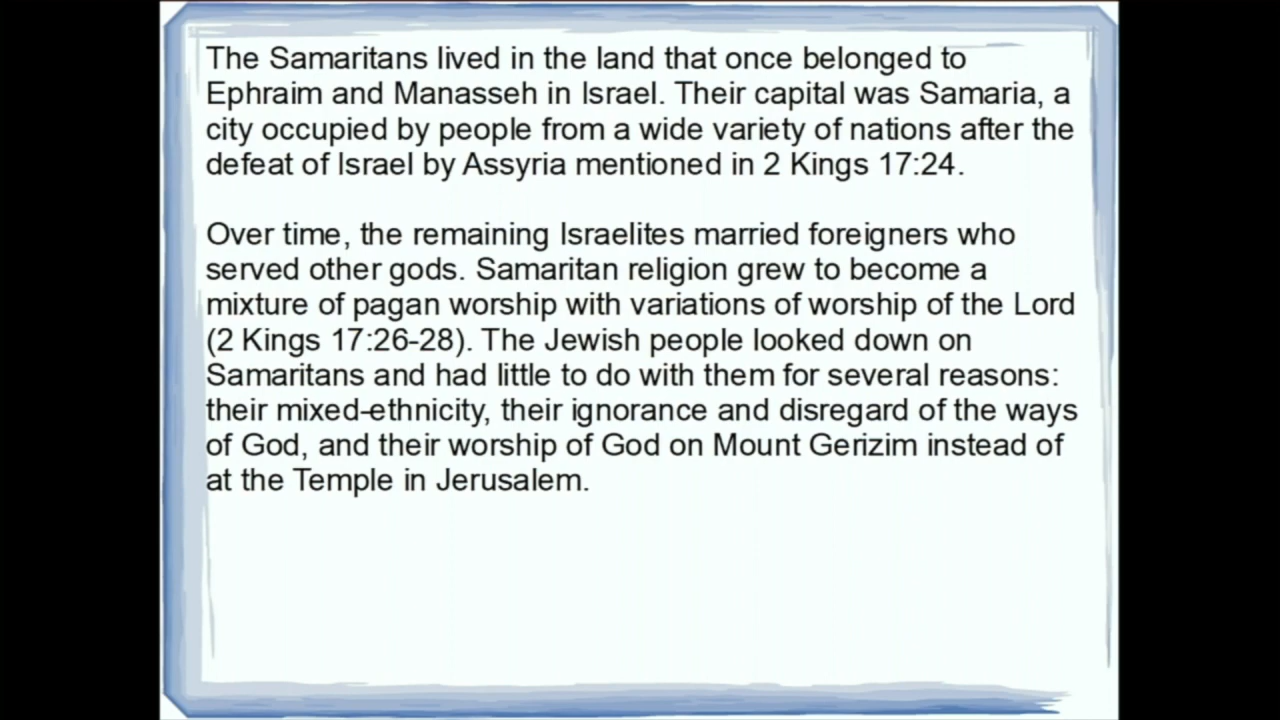 The Samaritans lived in the land that once belonged to
Ephraim and Manasseh in Israel. Their capital was Samaria, a
city occupied by people from a wide variety of nations after the
defeat of Israel by Assyria mentioned in 2 Kings 17:24.
Over time, the remaining Israelites married foreigners who
served other gods. Samaritan religion grew to become a
mixture of pagan worship with variations of worship of the Lord
(2 Kings 17:26-28). The Jewish people looked down on
Samaritans and had little to do with them for several reasons:
their mixed-ethnicity, their ignorance and disregard of the ways
of God, and their worship of God on Mount Gerizim instead of
at the Temple in Jerusalem.